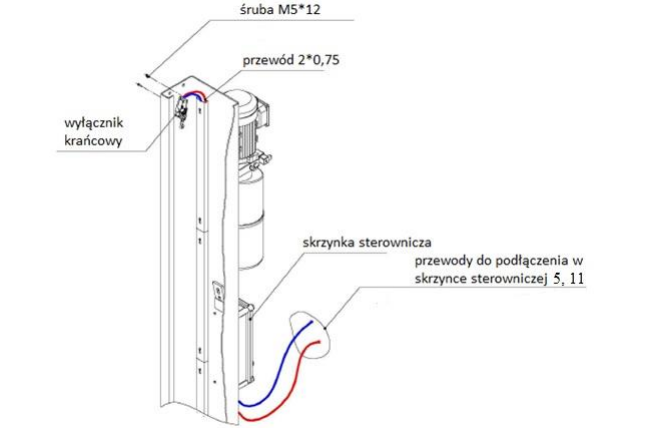 śruba M5*12
przewód 2*0,75
wyłącznik
krańcowy
skrzynka sterownicza
przewody do podłączenia w
skrzynce sterowniczej 5, 11